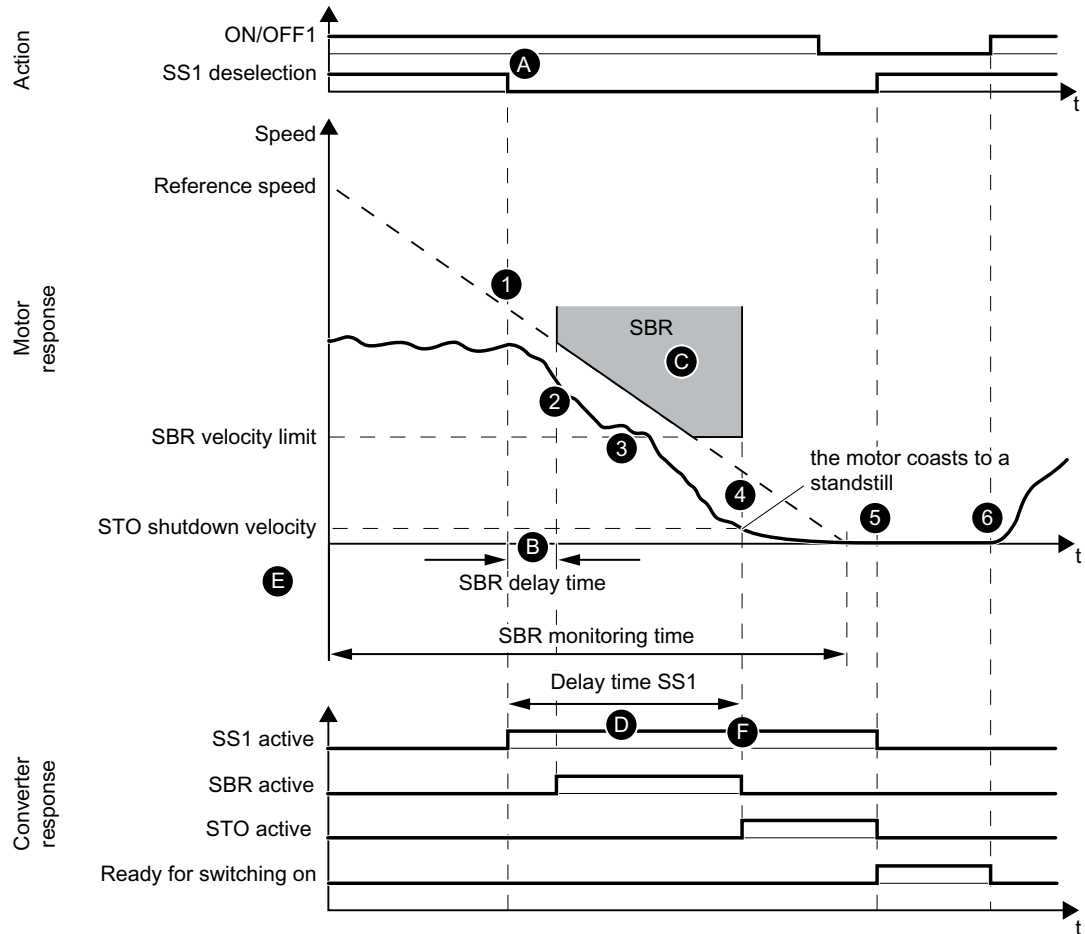 Action
ON/OFF1
SS1 deselection
A
t
Motor
response
Speed
Reference speed
1
SBR
C
2
SBR velocity limit
3
the motor coasts to a
standstill
4
5
6
STO shutdown velocity
B
t
E
SBR delay time
SBR monitoring time
Delay time SS1
D
F
Converter
response
SS1 active
SBR active
STO active
Ready for switching on
t